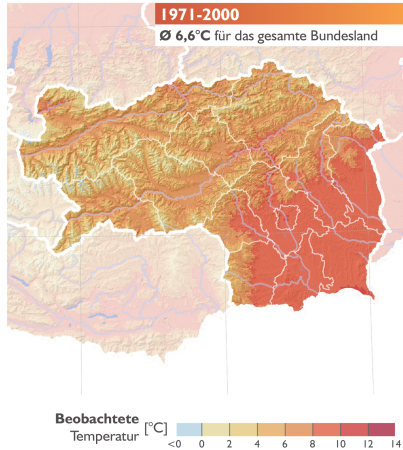 1971-2000
Ø 6,6°C für das gesamte Bundesland
Beobachtete
Temperatur [°C]
<0 0 2 4 6 8 10 12 14